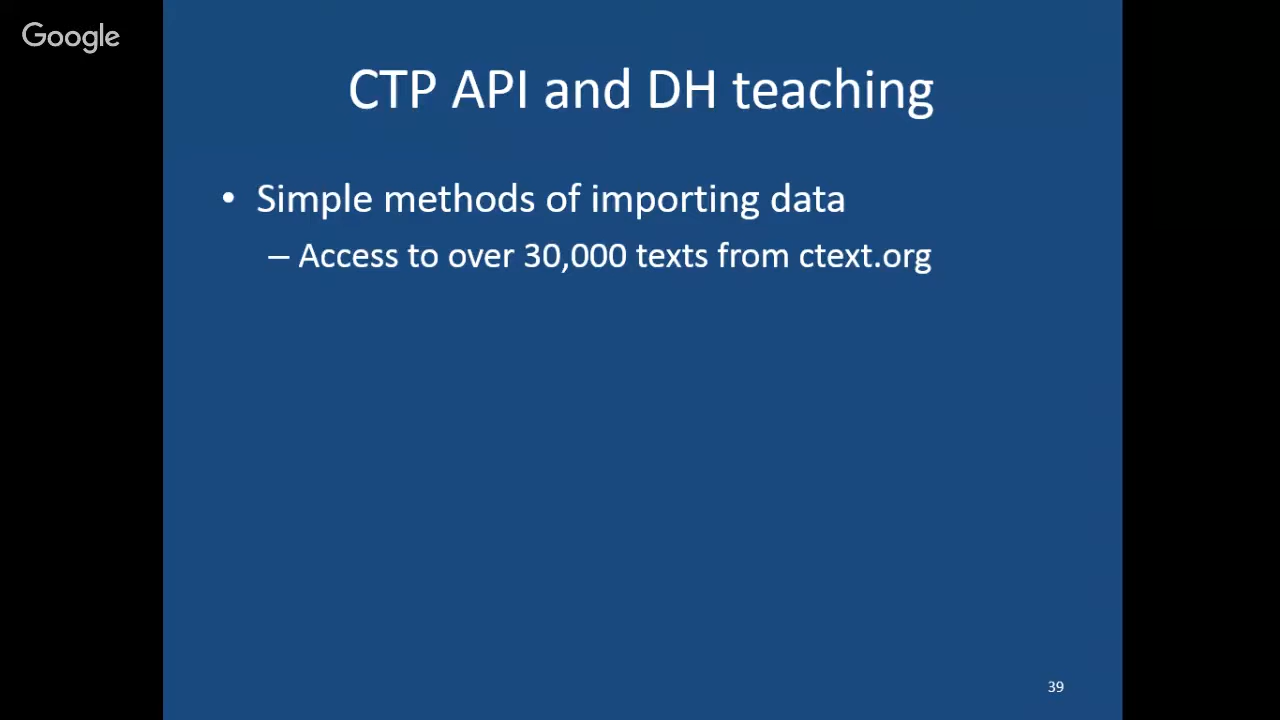 Google
CTP API and DH teaching
• Simple methods of importing data
– Access to over 30,000 texts from ctext.org
39